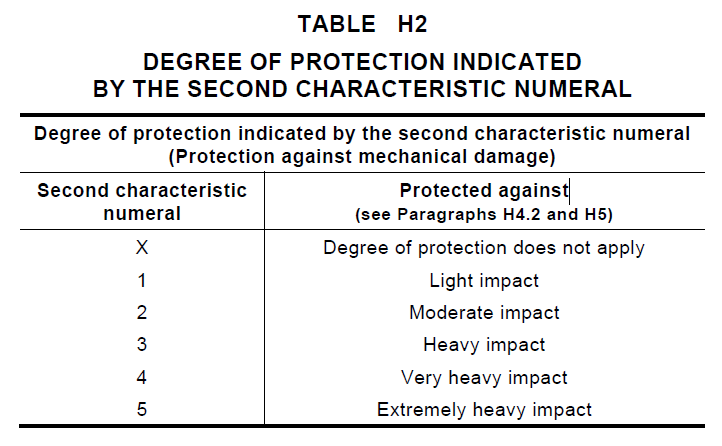 TABLE H2
DEGREE OF PROTECTION INDICATED
BY THE SECOND CHARACTERISTIC NUMERAL
Degree of protection indicated by the second characteristic numeral
(Protection against mechanical damage)
Second characteristic numeral
Protected against
(see Paragraphs H4.2 and H5)
X Degree of protection does not apply
1 Light impact
2 Moderate impact
3 Heavy impact
4 Very heavy impact
5 Extremely heavy impact